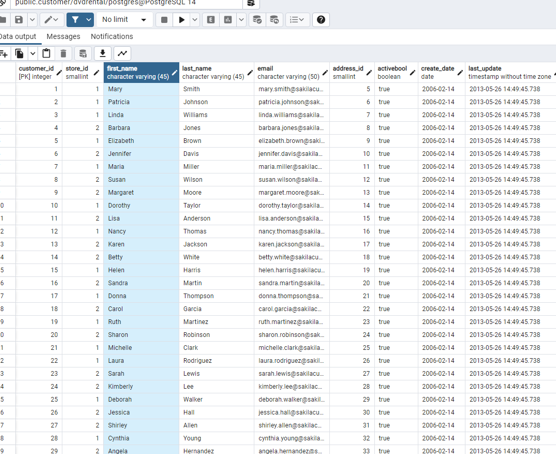 public.customer/dvdrental/postgres@PostgreSQL 14
No limit
Data output Messages Notifications
customer_id store_id first_name last_name email address_id activebool create_date last_update
[PK] integer smallint character varying (45) character varying (45) character varying (50) smallint boolean date timestamp without time zone
1 1 Mary Smith mary.smith@sakilacu... 5 true 2006-02-14 2013-05-26 14:49:45.738
2 1 Patricia Johnson patricia.johnson@sak... 6 true 2006-02-14 2013-05-26 14:49:45.738
3 1 Linda Williams linda.williams@sakila... 7 true 2006-02-14 2013-05-26 14:49:45.738
4 2 Barbara Jones barbara.jones@sakila... 8 true 2006-02-14 2013-05-26 14:49:45.738
5 1 Elizabeth Brown elizabeth.brown@saki... 9 true 2006-02-14 2013-05-26 14:49:45.738
6 2 Jennifer Davis jennifer.davis@sakila... 10 true 2006-02-14 2013-05-26 14:49:45.738
7 1 Maria Miller maria.miller@sakilacu... 11 true 2006-02-14 2013-05-26 14:49:45.738
8 2 Susan Wilson susan.wilson@sakilac... 12 true 2006-02-14 2013-05-26 14:49:45.738
9 2 Margaret Moore margaret.moore@sak... 13 true 2006-02-14 2013-05-26 14:49:45.738
0 10 1 Dorothy Taylor dorothy.taylor@sakila... 14 true 2006-02-14 2013-05-26 14:49:45.738
1 11 2 Lisa Anderson lisa.anderson@sakila... 15 true 2006-02-14 2013-05-26 14:49:45.738
2 12 1 Nancy Thomas nancy.thomas@sakila... 16 true 2006-02-14 2013-05-26 14:49:45.738
3 13 2 Karen Jackson karen.jackson@sakila... 17 true 2006-02-14 2013-05-26 14:49:45.738
4 14 2 Betty White betty.white@sakilacu... 18 true 2006-02-14 2013-05-26 14:49:45.738
5 15 1 Helen Harris helen.harris@sakilacu... 19 true 2006-02-14 2013-05-26 14:49:45.738
6 16 2 Sandra Martin sandra.martin@sakila... 20 true 2006-02-14 2013-05-26 14:49:45.738
7 17 1 Donna Thompson donna.thompson@sa... 21 true 2006-02-14 2013-05-26 14:49:45.738
8 18 2 Carol Garcia carol.garcia@sakilacu... 22 true 2006-02-14 2013-05-26 14:49:45.738
9 19 1 Ruth Martinez ruth.martinez@sakila... 23 true 2006-02-14 2013-05-26 14:49:45.738
0 20 2 Sharon Robinson sharon.robinson@sak... 24 true 2006-02-14 2013-05-26 14:49:45.738
1 21 1 Michelle Clark michelle.clark@sakila... 25 true 2006-02-14 2013-05-26 14:49:45.738
2 22 1 Laura Rodriguez laura.rodriguez@sakil... 26 true 2006-02-14 2013-05-26 14:49:45.738
3 23 2 Sarah Lewis sarah.lewis@sakilacu... 27 true 2006-02-14 2013-05-26 14:49:45.738
4 24 2 Kimberly Lee kimberly.lee@sakilac... 28 true 2006-02-14 2013-05-26 14:49:45.738
5 25 1 Deborah Walker deborah.walker@sakil... 29 true 2006-02-14 2013-05-26 14:49:45.738
6 26 2 Jessica Hall jessica.hall@sakilacu... 30 true 2006-02-14 2013-05-26 14:49:45.738
7 27 2 Shirley Allen shirley.allen@sakilacu... 31 true 2006-02-14 2013-05-26 14:49:45.738
8 28 1 Cynthia Young cynthia.young@sakila... 32 true 2006-02-14 2013-05-26 14:49:45.738
9 29 2 Angela Hernandez angela.hernandez@s... 33 true 2006-02-14 2013-05-26 14:49:45.738